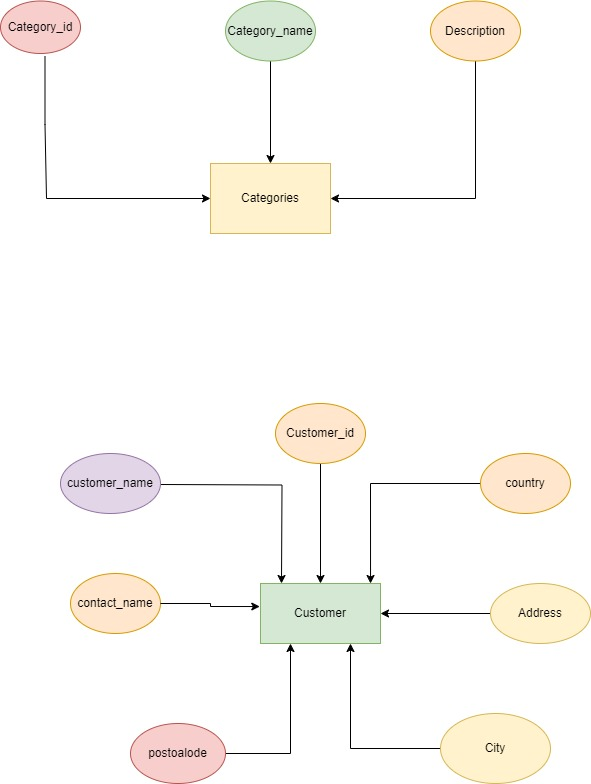 Category_id
Category_name
Description
Categories
Customer_id
customer_name
country
contact_name
Customer
Address
postoalode
City